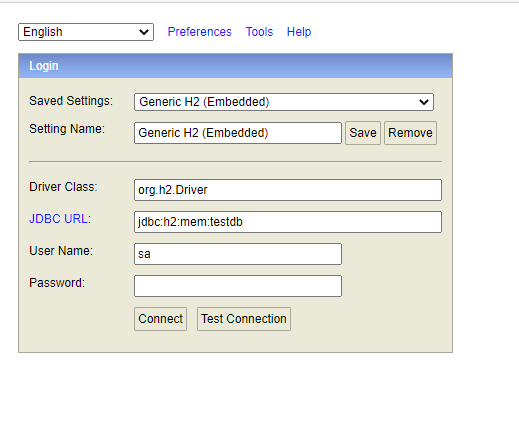 English Preferences Tools Help
Login
Saved Settings: Generic H2 (Embedded)
Setting Name: Generic H2 (Embedded) Save Remove
Driver Class: org.h2.Driver
JDBC URL: jdbc:h2:mem:testdb
User Name: sa
Password:
Connect Test Connection